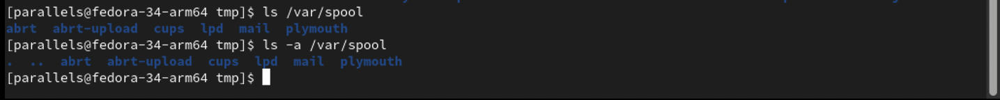 [parallels@fedora-34-arm64 tmp]$ ls /var/spool
abrt  abrt-upload  cups  lpd  mail  plymouth
[parallels@fedora-34-arm64 tmp]$ ls -a /var/spool
.  ..  abrt  abrt-upload  cups  lpd  mail  plymouth
[parallels@fedora-34-arm64 tmp]$